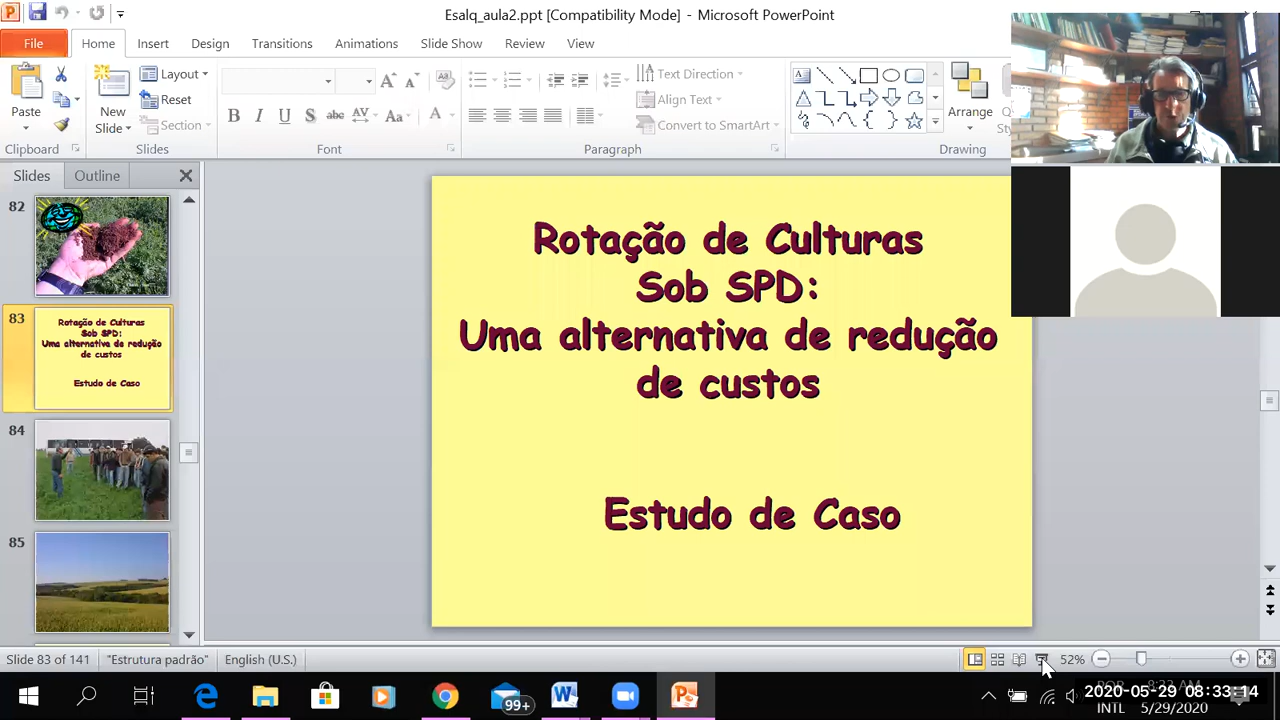 Esalq_aula2.ppt [Compatibility Mode] - Microsoft PowerPoint
File Home Insert Design Transitions Animations Slide Show Review View
Paste
Clipboard
New
Slide
Layout
Reset
Section
Slides
B I U S abc AV Aa A
Font
Text Direction
Align Text
Convert to SmartArt
Paragraph
Arrange
Drawing
Slides Outline
82
83
Rotação de Culturas
Sob SPD:
Uma alternativa de redução
de custos
Estudo de Caso
84
85
Rotação de Culturas
Sob SPD:
Uma alternativa de redução
de custos
Estudo de Caso
Slide 83 of 141 "Estrutura padrão" English (U.S.) 52%
99+
2020-05-29 08:33:14
INTL 5/29/2020